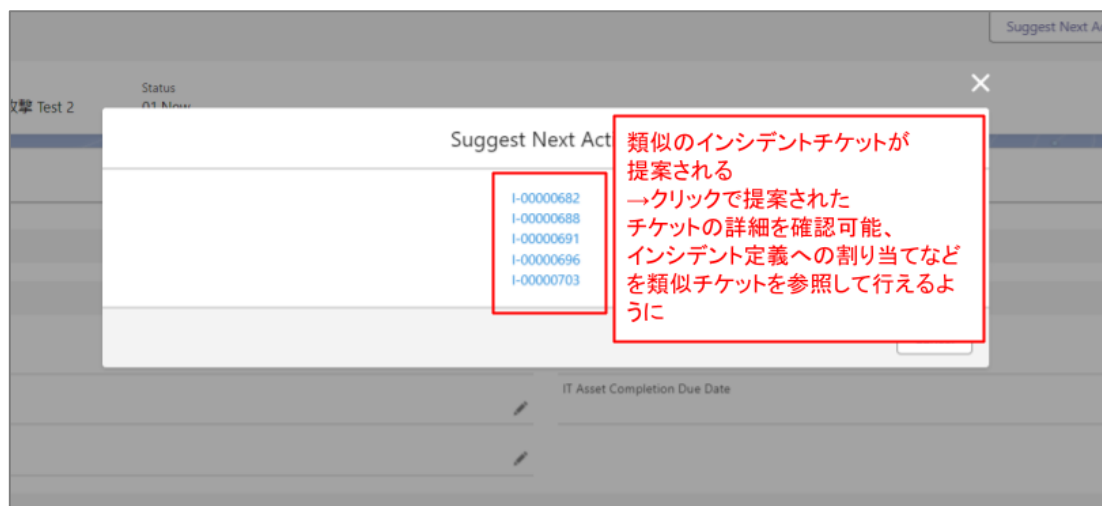 Suggest Next A
Status
攻撃 Test 2
01 New
Suggest Next Act
類似のインシデントチケットが
提案される
→クリックで提案された
チケットの詳細を確認可能、
インシデント定義への割り当てなど
を類似チケットを参照して行えるよ
うに
I-00000682
I-00000688
I-00000691
I-00000696
I-00000703
IT Asset Completion Due Date